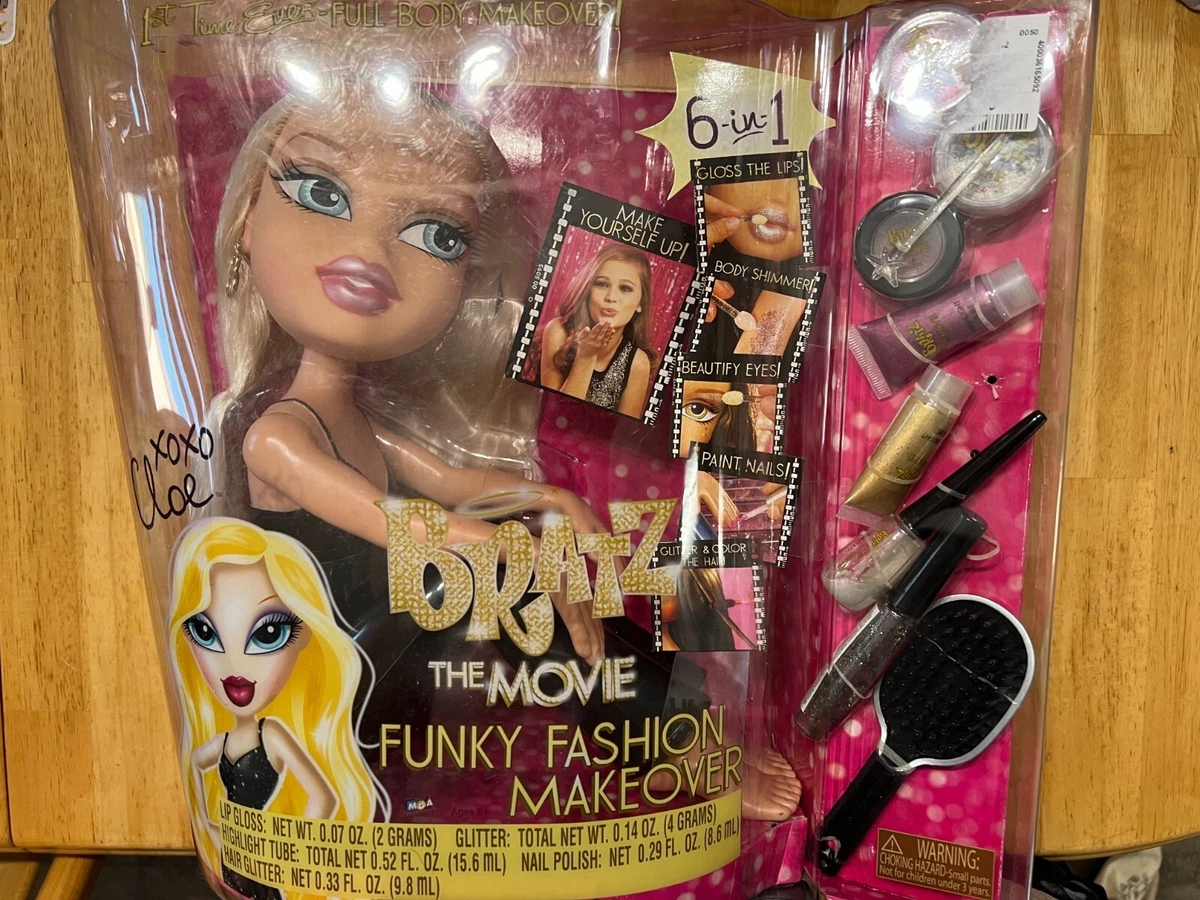 1st Time Ever-FULL BODY MAKEOVER!
6-in-1
GLOSS THE LIPS!
MAKE
YOURSELF UP!
BODY SHIMMER!
BEAUTIFY EYES!
PAINT NAILS!
GLITTER & COLOR
THE HAIR!
xoxo
Cloe™
BRATZ
THE MOVIE
FUNKY FASHION
MAKEOVER
MGA
Ages 6+
LIP GLOSS: NET WT. 0.07 OZ. (2 GRAMS) GLITTER: TOTAL NET WT. 0.14 OZ. (4 GRAMS)
HIGHLIGHT TUBE: TOTAL NET 0.52 FL. OZ. (15.6 mL) NAIL POLISH: NET 0.29 FL. OZ. (8.6 mL)
HAIR GLITTER: NET 0.33 FL. OZ. (9.8 mL)
0050
WARNING:
CHOKING HAZARD-Small parts.
Not for children under 3 years.